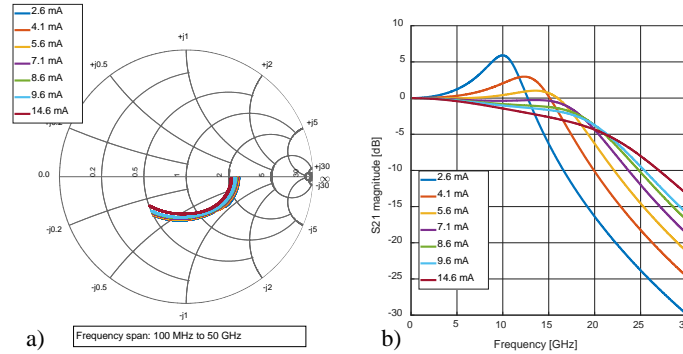 2.6 mA
4.1 mA
5.6 mA
7.1 mA
8.6 mA
9.6 mA
14.6 mA
+j1
+j0.5
+j2
+j0.2
+j5
0.0
0.2
0.5
1
2
5
+j30
∞
-j30
-j0.2
-j5
-j0.5
-j2
-j1
a)
Frequency span: 100 MHz to 50 GHz
10
5
0
-5
-10
-15
-20
-25
-30
S21 magnitude [dB]
2.6 mA
4.1 mA
5.6 mA
7.1 mA
8.6 mA
9.6 mA
14.6 mA
0 5 10 15 20 25 30
Frequency [GHz]
b)